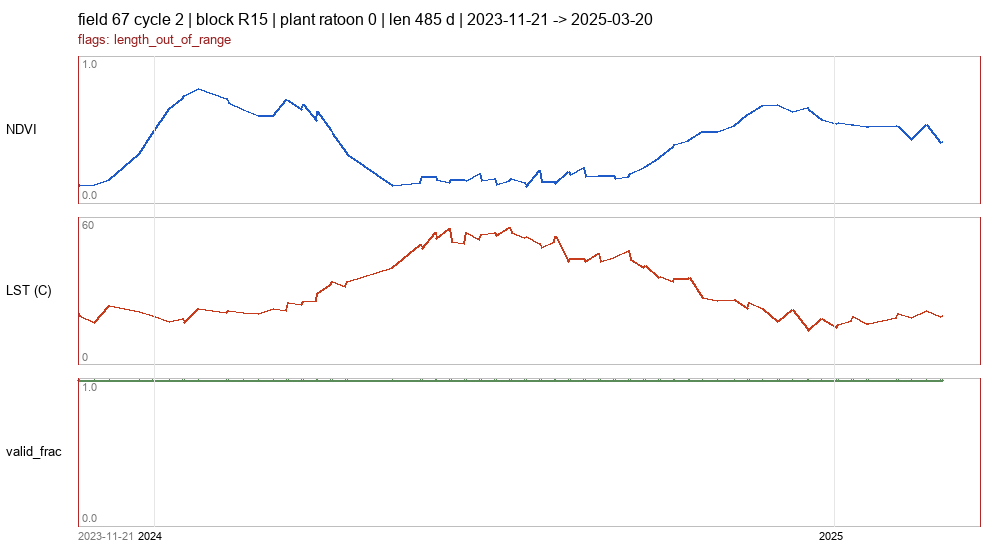 field 67 cycle 2 | block R15 | plant ratoon 0 | len 485 d | 2023-11-21 -> 2025-03-20
flags: length_out_of_range
1.0
NDVI
0.0
60
LST (C)
0
1.0
valid_frac
0.0
2023-11-21 2024 2025